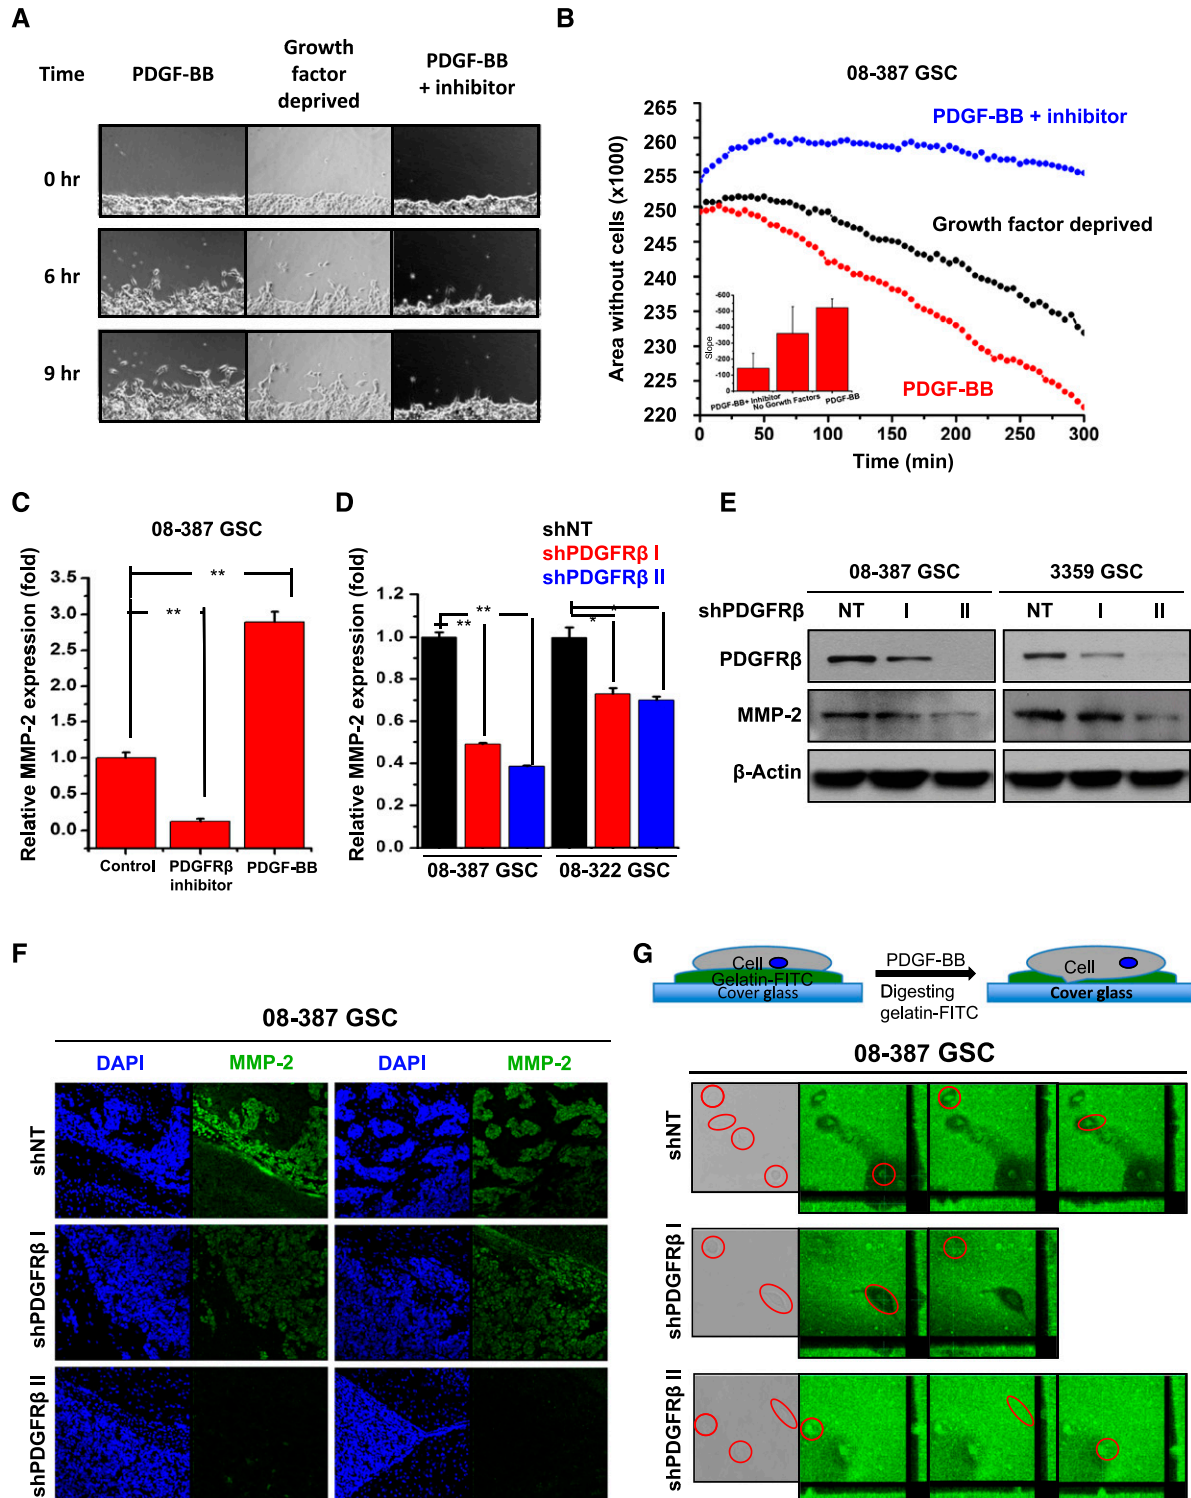 A
Time
PDGF-BB
Growth
factor
deprived
PDGF-BB
+ inhibitor
0 hr
6 hr
9 hr
B
08-387 GSC
Area without cells (x1000)
265
260
255
250
245
240
235
230
225
220
PDGF-BB + inhibitor
Growth factor deprived
PDGF-BB
Slope
-600
-500
-400
-300
-200
-100
0
PDGF-BB+ Inhibitor
No Gorwth Factors
PDGF-BB
0 50 100 150 200 250 300
Time (min)
C
08-387 GSC
Relative MMP-2 expression (fold)
3.5
3.0
2.5
2.0
1.5
1.0
0.5
0.0
**
**
Control
PDGFRβ
inhibitor
PDGF-BB
D
shNT
shPDGFRβ I
shPDGFRβ II
Relative MMP-2 expression (fold)
1.2
1.0
0.8
0.6
0.4
0.2
0.0
**
**
*
*
08-387 GSC
08-322 GSC
E
08-387 GSC
3359 GSC
shPDGFRβ NT I II NT I II
PDGFRβ
MMP-2
β-Actin
F
08-387 GSC
DAPI MMP-2 DAPI MMP-2
shNT
shPDGFRβ I
shPDGFRβ II
G
Cell
Gelatin-FITC
Cover glass
PDGF-BB
Digesting
gelatin-FITC
Cell
Cover glass
08-387 GSC
shNT
shPDGFRβ I
shPDGFRβ II